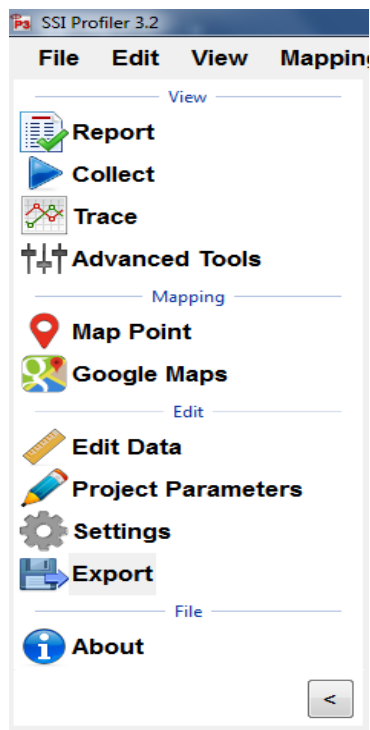 P3 SSI Profiler 3.2
File Edit View Mapping
View
Report
Collect
Trace
Advanced Tools
Mapping
Map Point
Google Maps
Edit
Edit Data
Project Parameters
Settings
Export
File
About
<